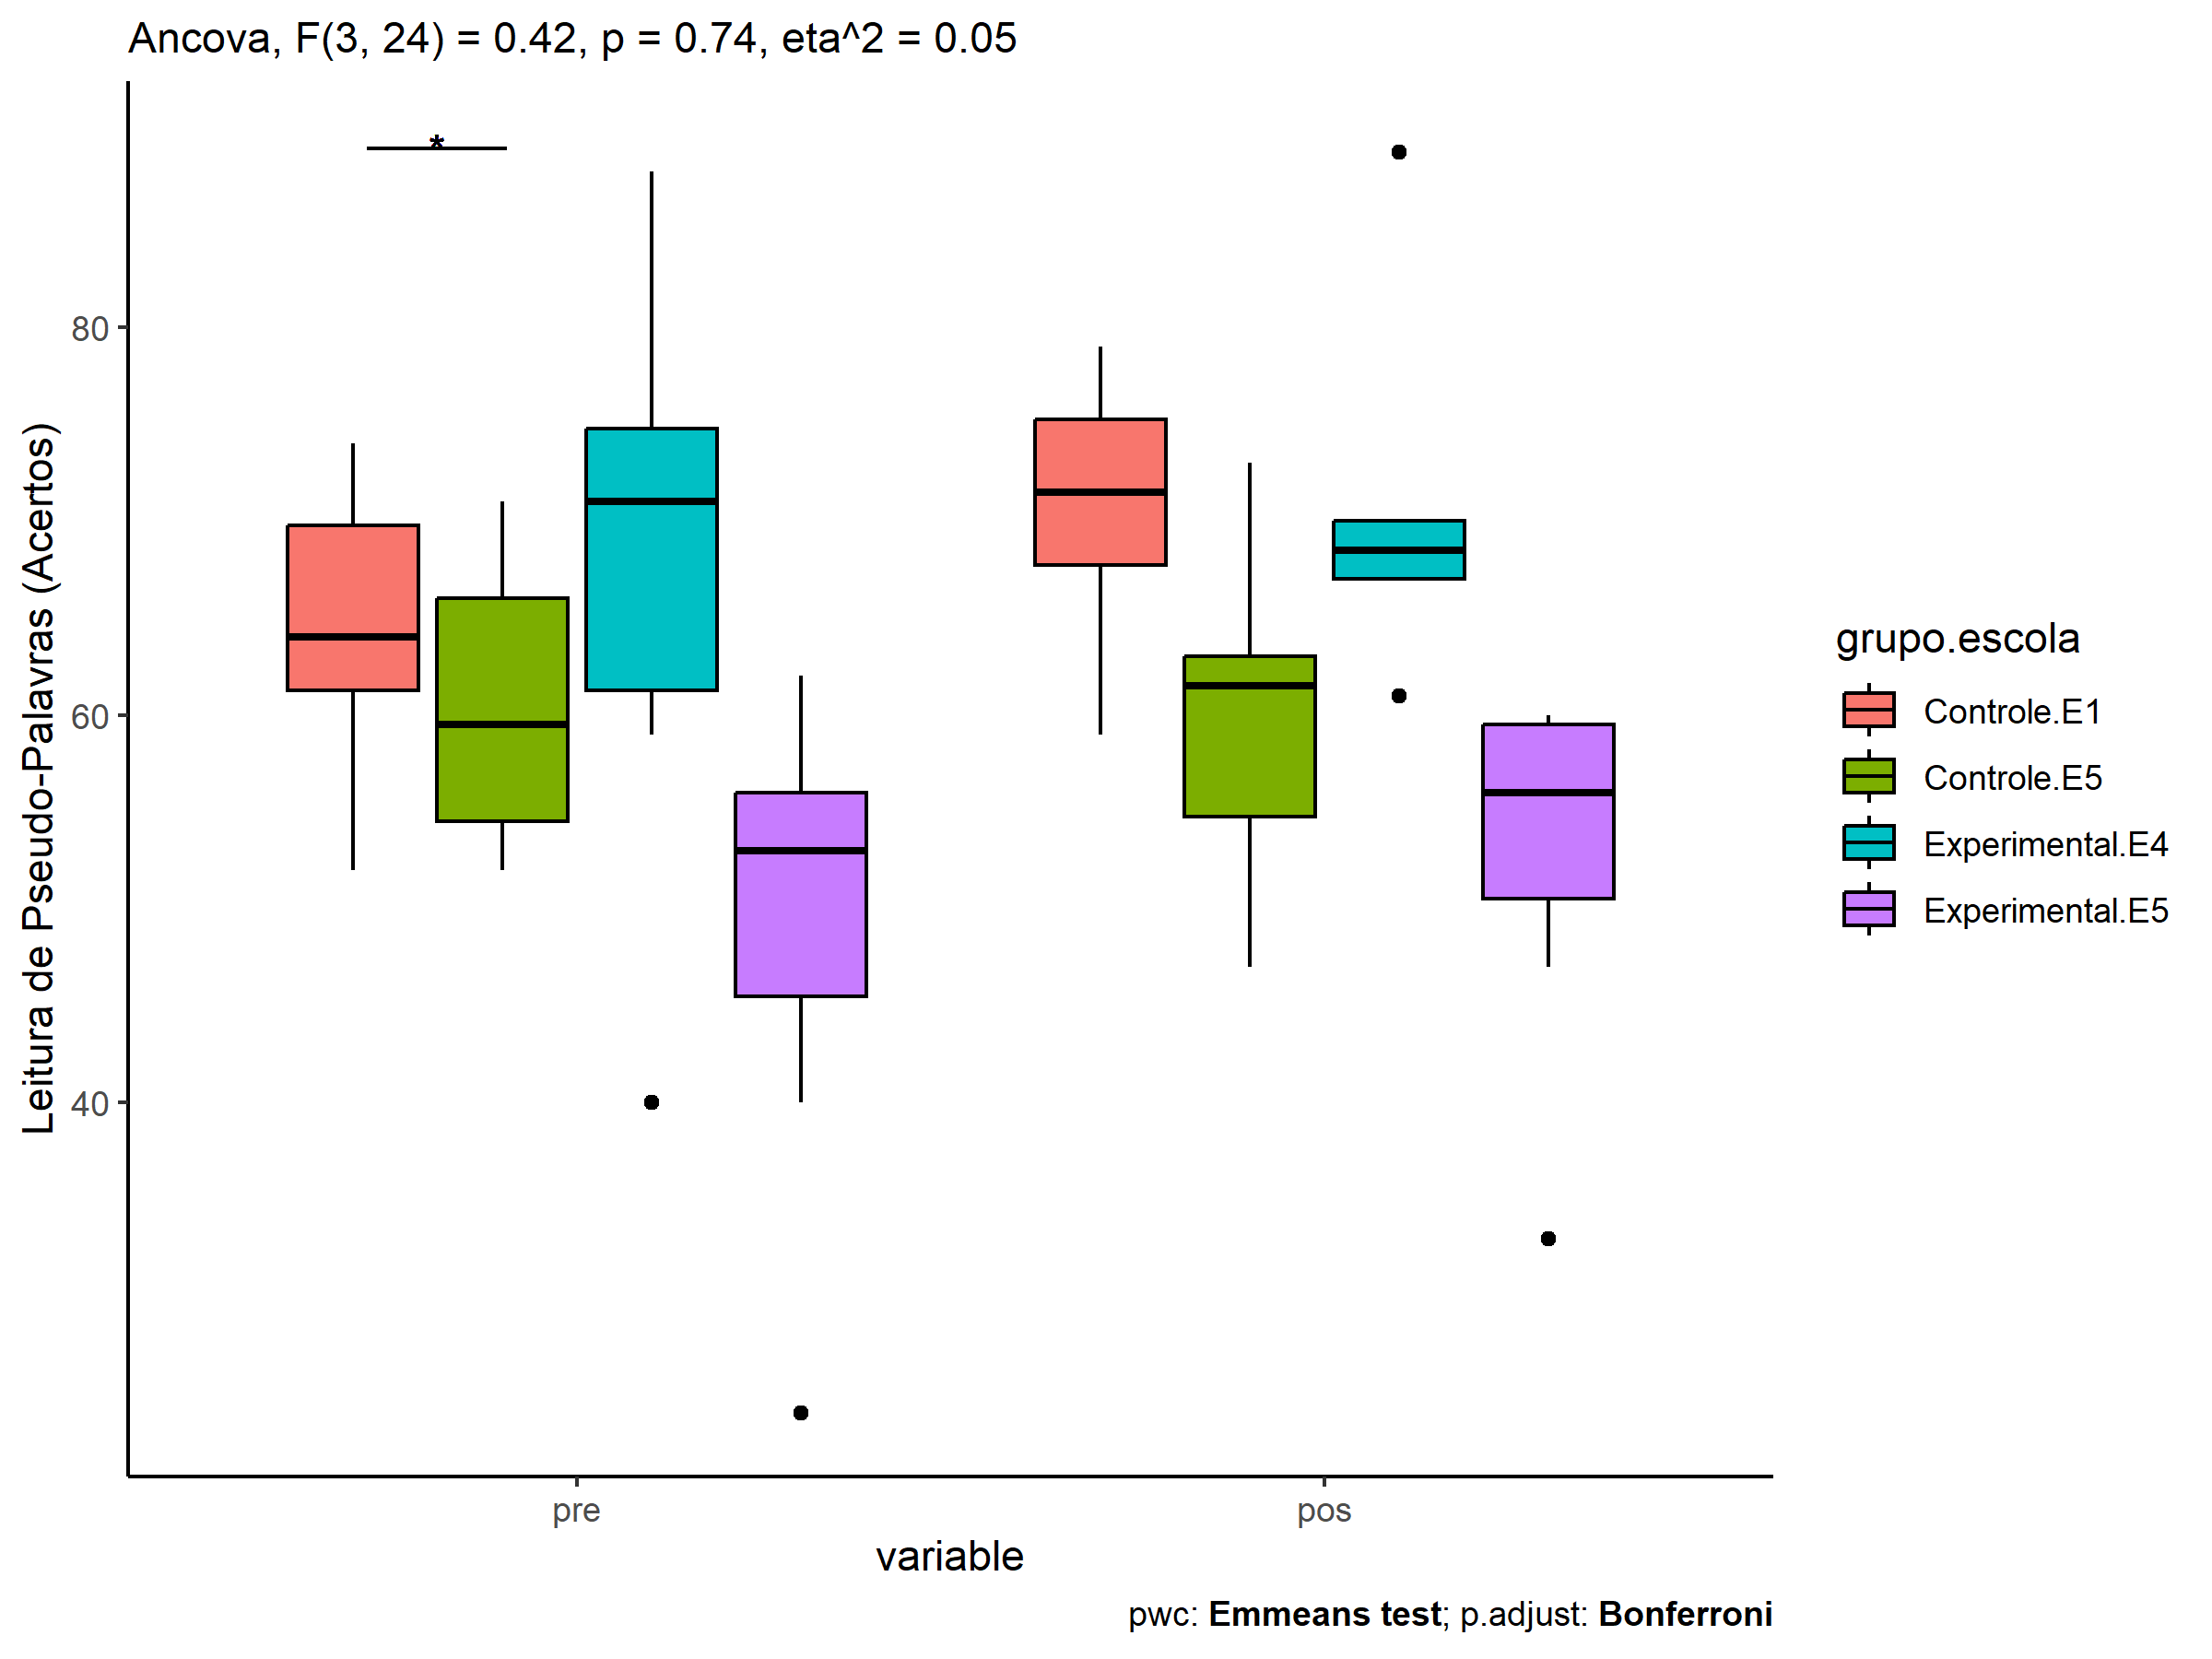 Ancova, F(3, 24) = 0.42, p = 0.74, eta^2 = 0.05
*
80
60
40
Leitura de Pseudo-Palavras (Acertos)
pre
pos
variable
grupo.escola
Controle.E1
Controle.E5
Experimental.E4
Experimental.E5
pwc: Emmeans test; p.adjust: Bonferroni